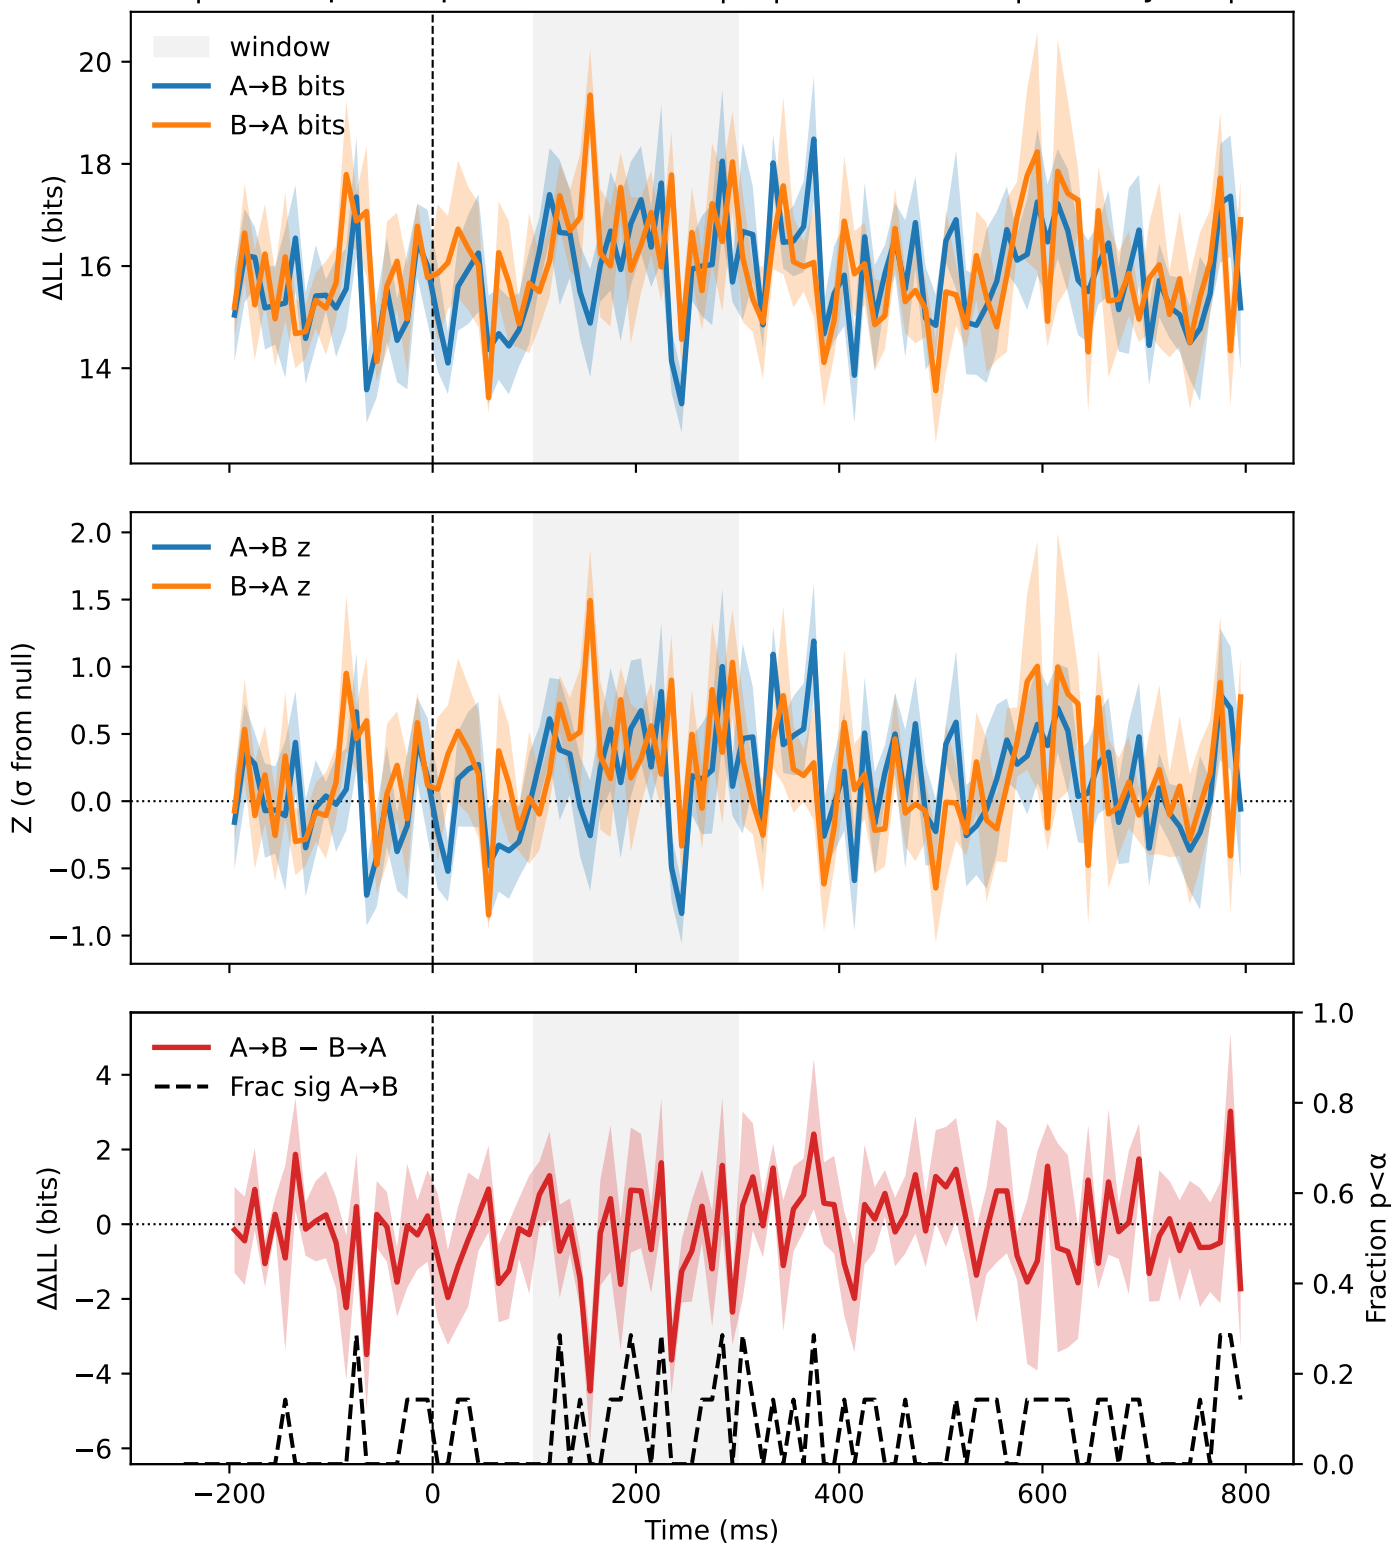 window
A→B bits
B→A bits
ΔLL (bits)
20
18
16
14
A→B z
B→A z
Z (σ from null)
2.0
1.5
1.0
0.5
0.0
−0.5
−1.0
A→B − B→A
Frac sig A→B
ΔΔLL (bits)
4
2
0
−2
−4
−6
1.0
0.8
0.6
0.4
0.2
0.0
Fraction p<α
−200
0
200
400
600
800
Time (ms)